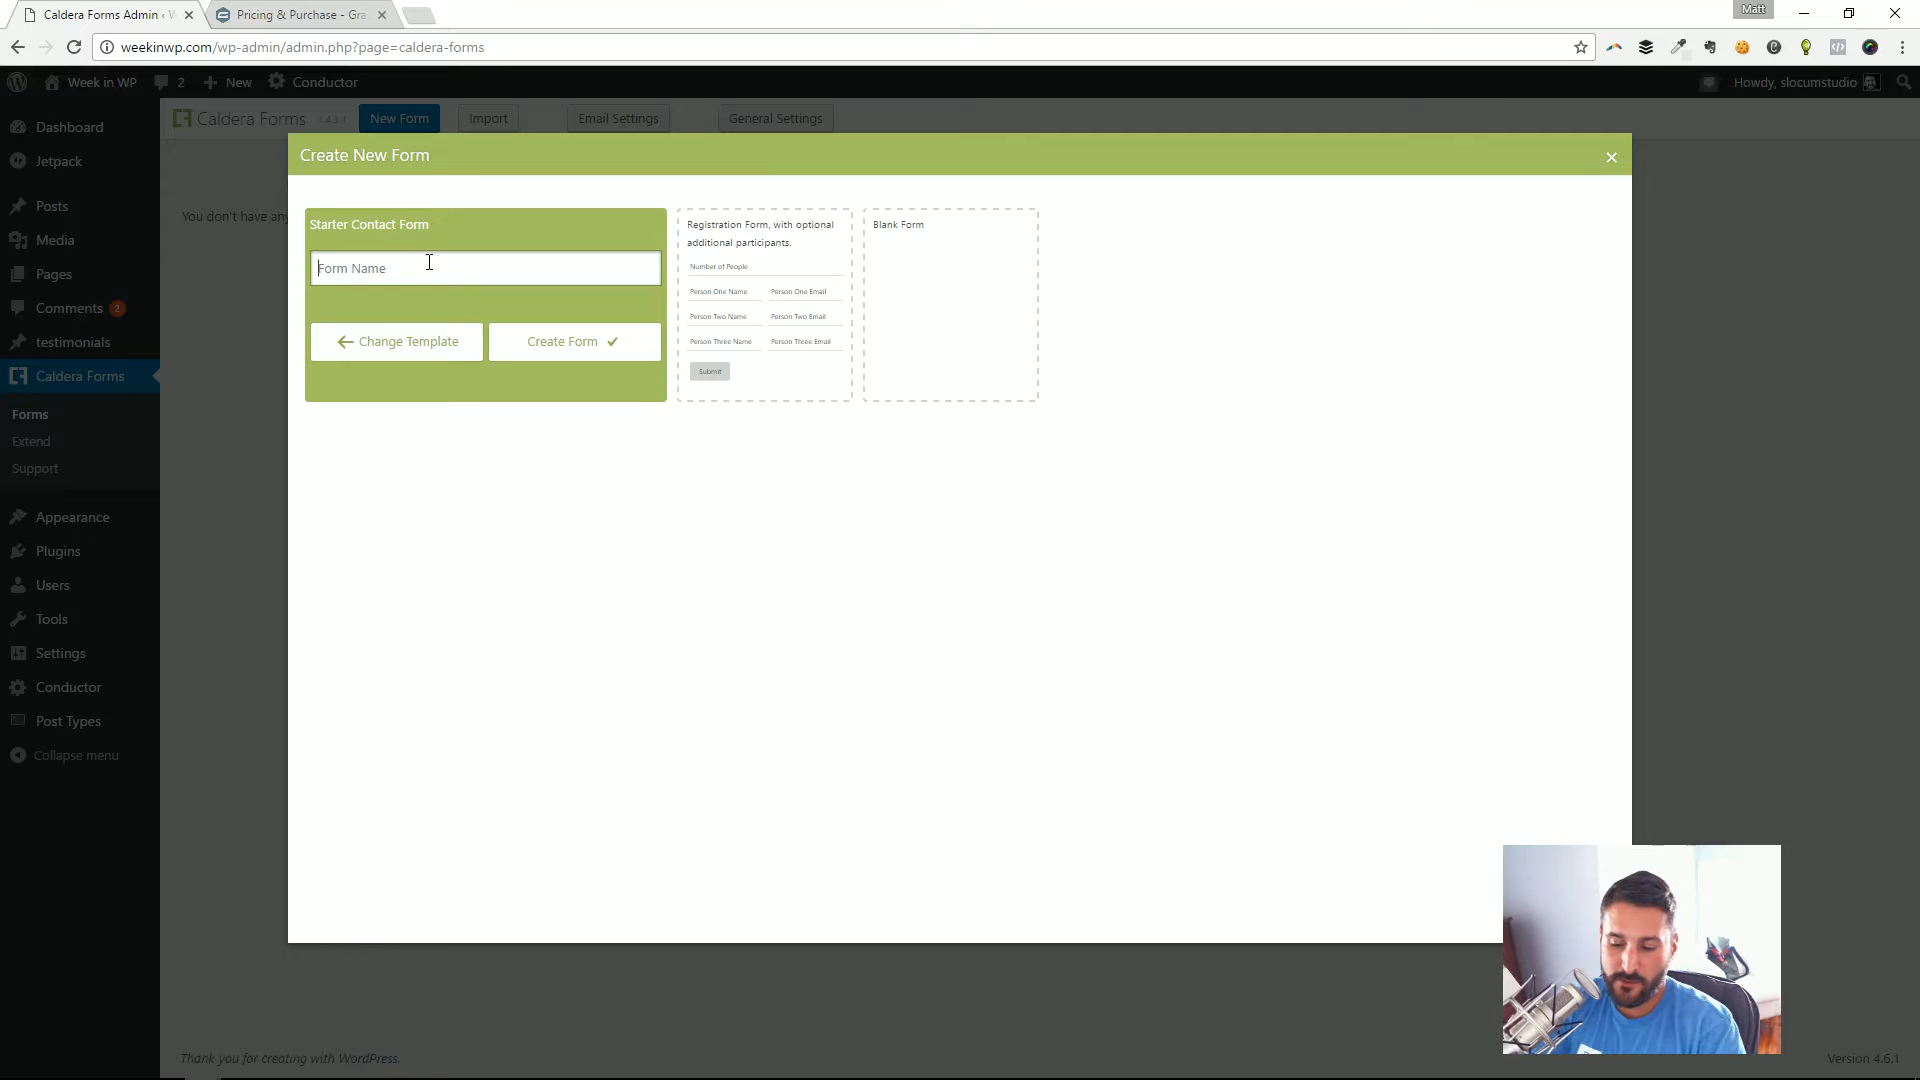 Caldera Forms Admin ‹ W
Pricing & Purchase - Gra
Matt
weekinwp.com/wp-admin/admin.php?page=caldera-forms
Week in WP
2
New
Conductor
Howdy, slocumstudio
Dashboard
Jetpack
Posts
Media
Pages
Comments 2
testimonials
Caldera Forms
Forms
Extend
Support
Appearance
Plugins
Users
Tools
Settings
Conductor
Post Types
Collapse menu
Caldera Forms 1.4.3.1
New Form
Import
Email Settings
General Settings
You don't have any
Create New Form
Starter Contact Form
Form Name
Change Template
Create Form
Registration Form, with optional
additional participants.
Number of People
Person One Name Person One Email
Person Two Name Person Two Email
Person Three Name Person Three Email
Submit
Blank Form
Thank you for creating with WordPress.
Version 4.6.1